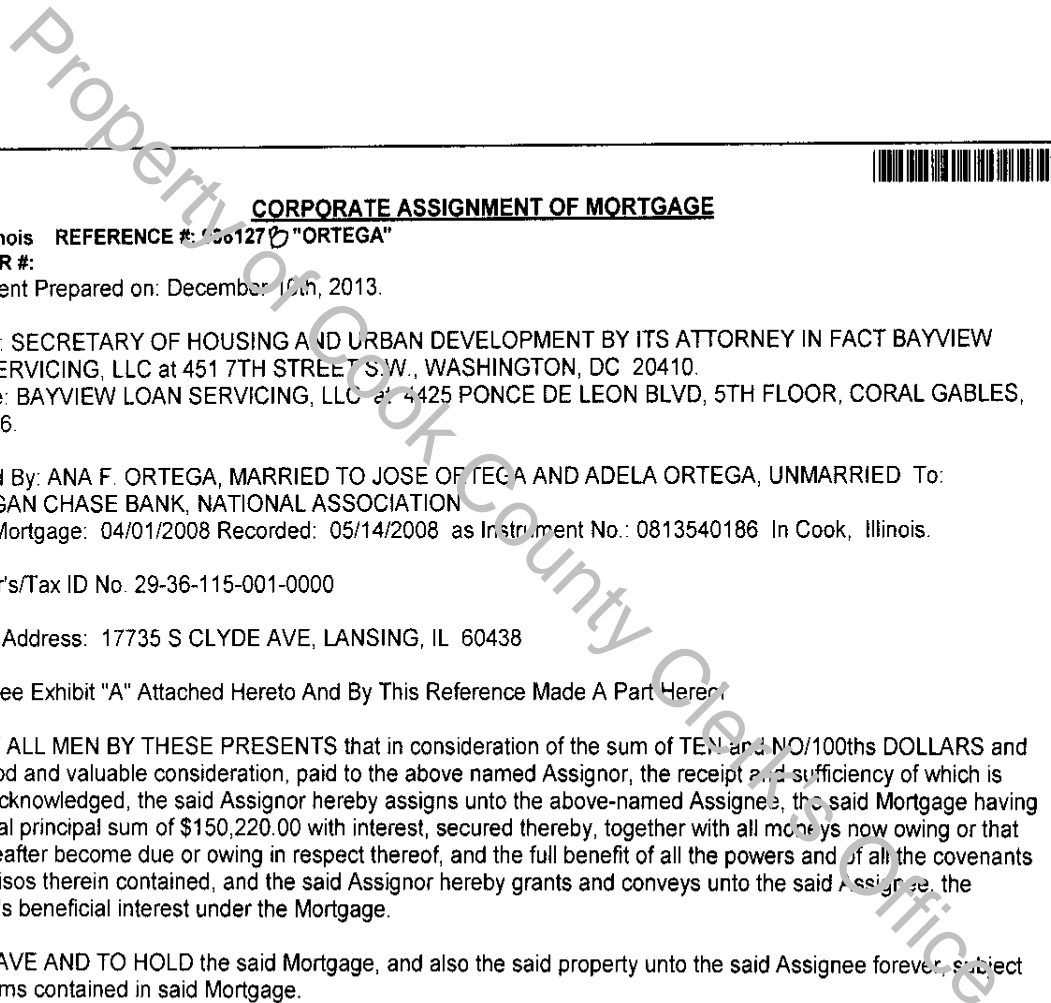 Property of Cook County Clerk's Office
CORPORATE ASSIGNMENT OF MORTGAGE
nois REFERENCE #: "ORTEGA"
R #:
ent Prepared on: December 2013.
: SECRETARY OF HOUSING AND URBAN DEVELOPMENT BY ITS ATTORNEY IN FACT BAYVIEW
ERVICING, LLC at 451 7TH STREET S.W., WASHINGTON, DC 20410.
e: BAYVIEW LOAN SERVICING, LLC at 4425 PONCE DE LEON BLVD, 5TH FLOOR, CORAL GABLES,
6.
d By: ANA F. ORTEGA, MARRIED TO JOSE ORTEGA AND ADELA ORTEGA, UNMARRIED To:
GAN CHASE BANK, NATIONAL ASSOCIATION
Mortgage: 04/01/2008 Recorded: 05/14/2008 as Instrument No.: 0813540186 In Cook, Illinois.
r's/Tax ID No. 29-36-115-001-0000
Address: 17735 S CLYDE AVE, LANSING, IL 60438
ee Exhibit "A" Attached Hereto And By This Reference Made A Part Hereof
ALL MEN BY THESE PRESENTS that in consideration of the sum of TEN and NO/100ths DOLLARS and
od and valuable consideration, paid to the above named Assignor, the receipt and sufficiency of which is
cknowledged, the said Assignor hereby assigns unto the above-named Assignee, the said Mortgage having
al principal sum of $150,220.00 with interest, secured thereby, together with all moneys now owing or that
eafter become due or owing in respect thereof, and the full benefit of all the powers and of all the covenants
isos therein contained, and the said Assignor hereby grants and conveys unto the said Assignee, the
's beneficial interest under the Mortgage.
AVE AND TO HOLD the said Mortgage, and also the said property unto the said Assignee forever, subject
ms contained in said Mortgage.